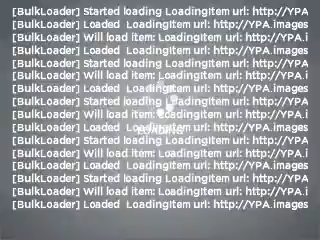 [BulkLoader] Started loading LoadingItem url: http://YPA
[BulkLoader] Loaded LoadingItem url: http://YPA.images
[BulkLoader] Will load item: LoadingItem url: http://YPA.i
[BulkLoader] Loaded LoadingItem url: http://YPA.images
[BulkLoader] Started loading LoadingItem url: http://YPA
[BulkLoader] Will load item: LoadingItem url: http://YPA.i
[BulkLoader] Loaded LoadingItem url: http://YPA.images
[BulkLoader] Started loading LoadingItem url: http://YPA
[BulkLoader] Will load item: LoadingItem url: http://YPA.i
[BulkLoader] Loaded LoadingItem url: http://YPA.images
LOADING
[BulkLoader] Started loading LoadingItem url: http://YPA
[BulkLoader] Will load item: LoadingItem url: http://YPA.i
[BulkLoader] Loaded LoadingItem url: http://YPA.images
[BulkLoader] Started loading LoadingItem url: http://YPA
[BulkLoader] Will load item: LoadingItem url: http://YPA.i
[BulkLoader] Loaded LoadingItem url: http://YPA.images